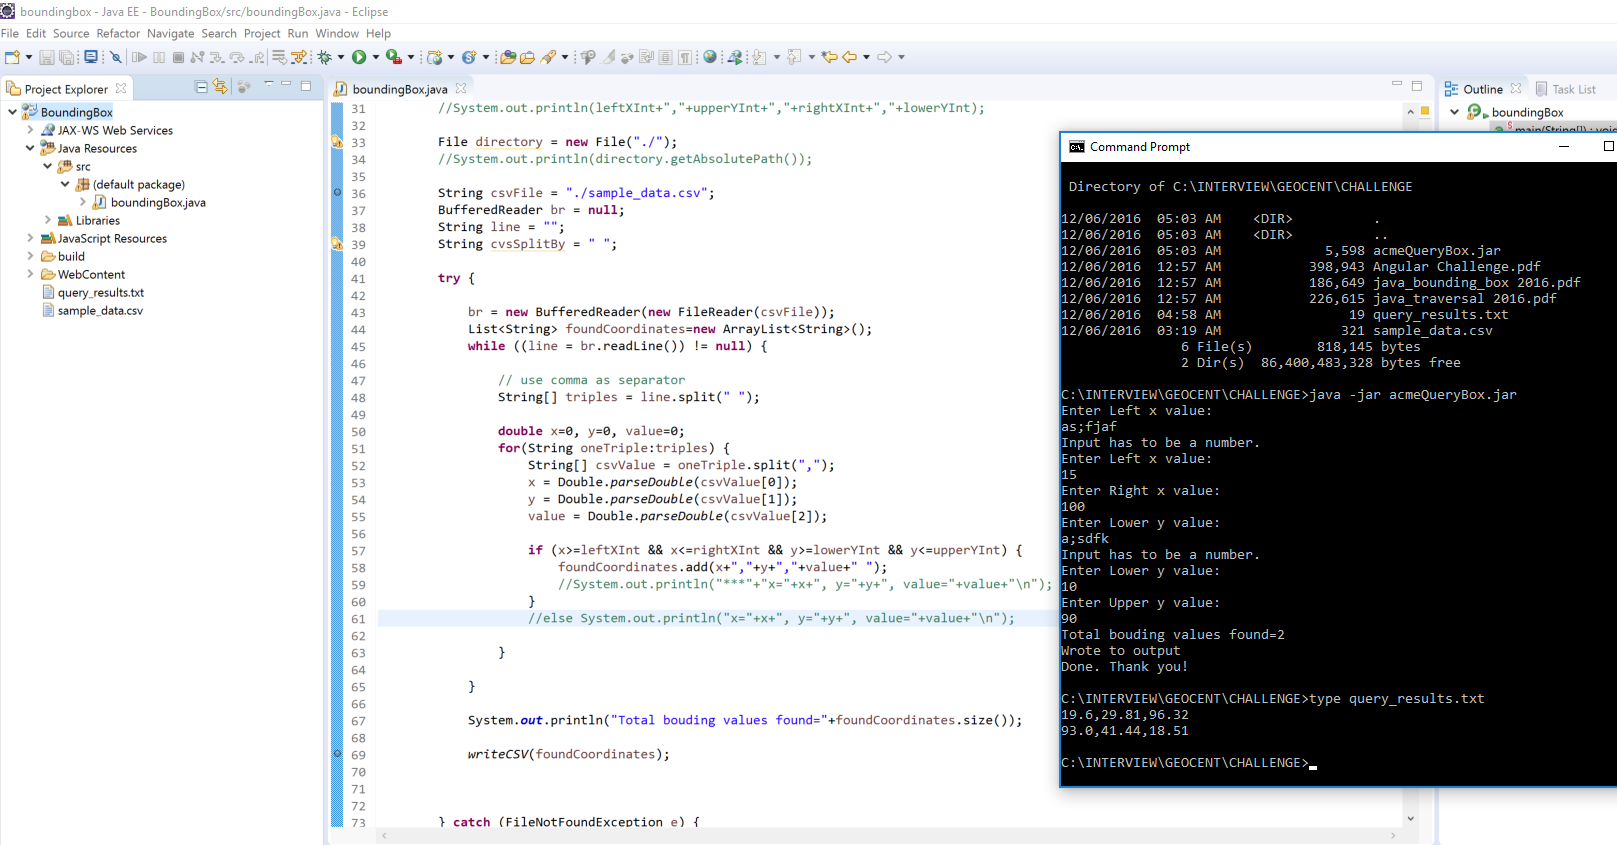 boundingbox - Java EE - BoundingBox/src/boundingBox.java - Eclipse
File Edit Source Refactor Navigate Search Project Run Window Help
Project Explorer
BoundingBox
JAX-WS Web Services
Java Resources
src
(default package)
boundingBox.java
Libraries
JavaScript Resources
build
WebContent
query_results.txt
sample_data.csv
boundingBox.java
31 //System.out.println(leftXInt+","+upperYInt+","+rightXInt+","+lowerYInt);
32
33 File directory = new File("./");
34 //System.out.println(directory.getAbsolutePath());
35
36 String csvFile = "./sample_data.csv";
37 BufferedReader br = null;
38 String line = "";
39 String cvsSplitBy = " ";
40
41 try {
42
43 br = new BufferedReader(new FileReader(csvFile));
44 List<String> foundCoordinates=new ArrayList<String>();
45 while ((line = br.readLine()) != null) {
46
47 // use comma as separator
48 String[] triples = line.split(" ");
49
50 double x=0, y=0, value=0;
51 for(String oneTriple:triples) {
52 String[] csvValue = oneTriple.split(",");
53 x = Double.parseDouble(csvValue[0]);
54 y = Double.parseDouble(csvValue[1]);
55 value = Double.parseDouble(csvValue[2]);
56
57 if (x>=leftXInt && x<=rightXInt && y>=lowerYInt && y<=upperYInt) {
58 foundCoordinates.add(x+","+y+","+value+" ");
59 //System.out.println("***"+"x="+x+", y="+y+", value="+value+"\n");
60 }
61 //else System.out.println("x="+x+", y="+y+", value="+value+"\n");
62
63 }
64
65 }
66
67 System.out.println("Total bouding values found="+foundCoordinates.size());
68
69 writeCSV(foundCoordinates);
70
71
72
73 } catch (FileNotFoundException e) {
Outline
Task List
boundingBox
main(String[]) : void
Command Prompt
Directory of C:\INTERVIEW\GEOCENT\CHALLENGE
12/06/2016 05:03 AM <DIR> .
12/06/2016 05:03 AM <DIR> ..
12/06/2016 05:03 AM 5,598 acmeQueryBox.jar
12/06/2016 12:57 AM 398,943 Angular Challenge.pdf
12/06/2016 12:57 AM 186,649 java_bounding_box 2016.pdf
12/06/2016 12:57 AM 226,615 java_traversal 2016.pdf
12/06/2016 04:58 AM 19 query_results.txt
12/06/2016 03:19 AM 321 sample_data.csv
6 File(s) 818,145 bytes
2 Dir(s) 86,400,483,328 bytes free
C:\INTERVIEW\GEOCENT\CHALLENGE>java -jar acmeQueryBox.jar
Enter Left x value:
as;fjaf
Input has to be a number.
Enter Left x value:
15
Enter Right x value:
100
Enter Lower y value:
a;sdfk
Input has to be a number.
Enter Lower y value:
10
Enter Upper y value:
90
Total bouding values found=2
Wrote to output
Done. Thank you!
C:\INTERVIEW\GEOCENT\CHALLENGE>type query_results.txt
19.6,29.81,96.32
93.0,41.44,18.51
C:\INTERVIEW\GEOCENT\CHALLENGE>